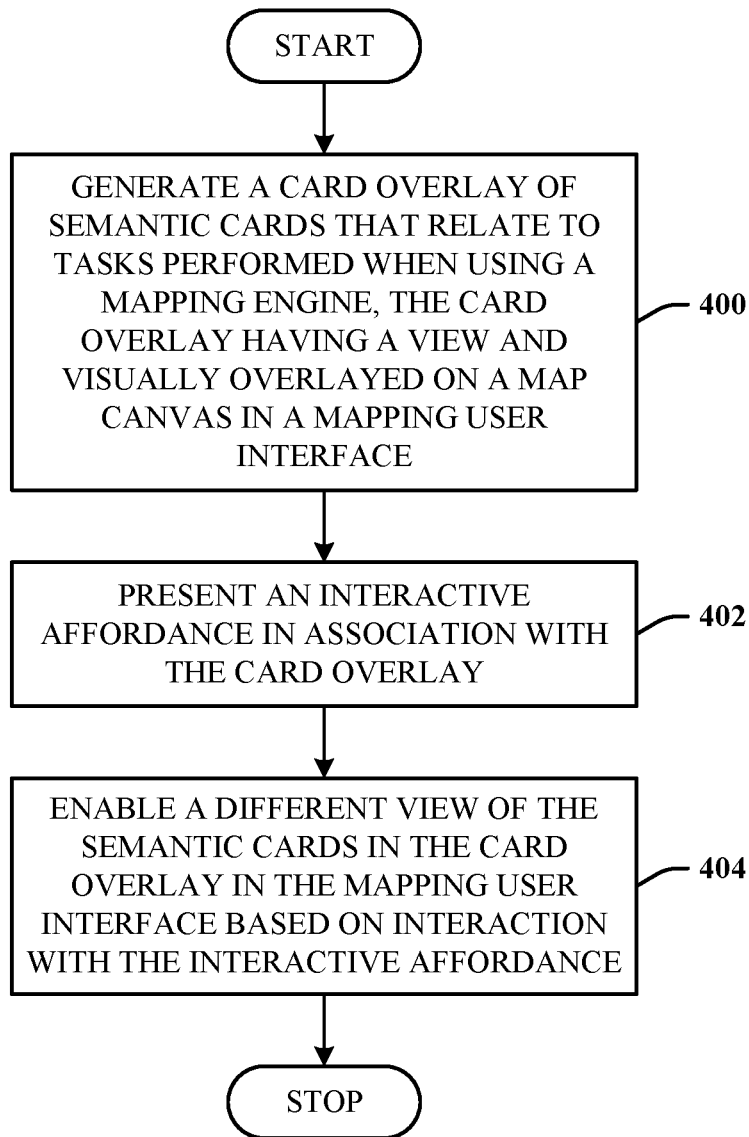 START
GENERATE A CARD OVERLAY OF
SEMANTIC CARDS THAT RELATE TO
TASKS PERFORMED WHEN USING A
MAPPING ENGINE, THE CARD
OVERLAY HAVING A VIEW AND
VISUALLY OVERLAYED ON A MAP
CANVAS IN A MAPPING USER
INTERFACE
400
PRESENT AN INTERACTIVE
AFFORDANCE IN ASSOCIATION WITH
THE CARD OVERLAY
402
ENABLE A DIFFERENT VIEW OF THE
SEMANTIC CARDS IN THE CARD
OVERLAY IN THE MAPPING USER
INTERFACE BASED ON INTERACTION
WITH THE INTERACTIVE AFFORDANCE
404
STOP